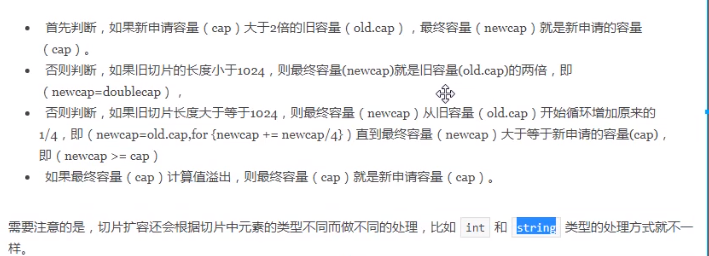 首先判断，如果新申请容量（cap）大于2倍的旧容量（old.cap），最终容量（newcap）就是新申请的容量
（cap）。
否则判断，如果旧切片的长度小于1024，则最终容量(newcap)就是旧容量(old.cap)的两倍，即
（newcap=doublecap），
否则判断，如果旧切片长度大于等于1024，则最终容量（newcap）从旧容量（old.cap）开始循环增加原来的
1/4，即（newcap=old.cap,for {newcap += newcap/4}）直到最终容量（newcap）大于等于新申请的容量(cap)，
即（newcap >= cap）
如果最终容量（cap）计算值溢出，则最终容量（cap）就是新申请容量（cap）。
需要注意的是，切片扩容还会根据切片中元素的类型不同而做不同的处理，比如 int 和 string 类型的处理方式就不一
样。